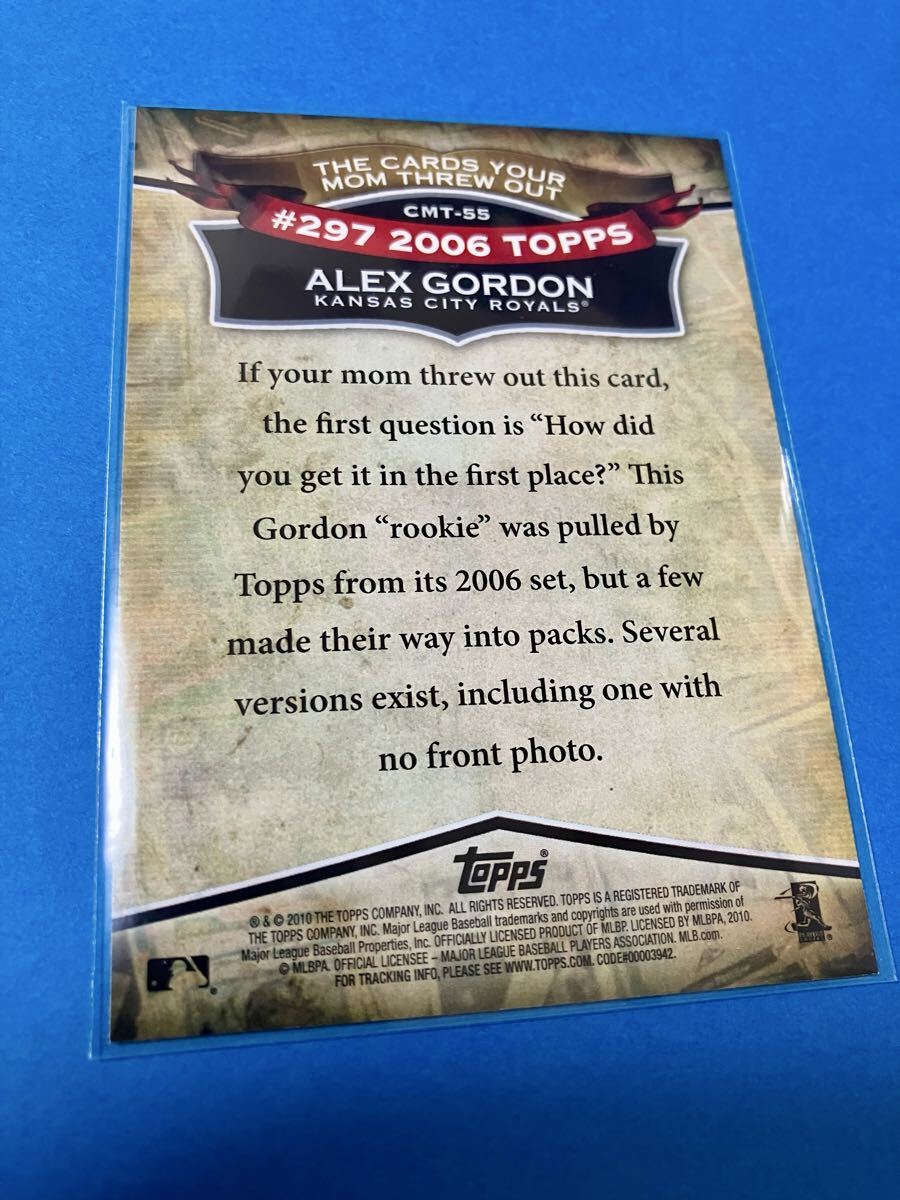 THE CARDS YOUR
MOM THREW OUT
CMT-55
#297 2006 TOPPS
ALEX GORDON
KANSAS CITY ROYALS®
If your mom threw out this card,
the first question is “How did
you get it in the first place?” This
Gordon “rookie” was pulled by
Topps from its 2006 set, but a few
made their way into packs. Several
versions exist, including one with
no front photo.
topps®
® & © 2010 THE TOPPS COMPANY, INC. ALL RIGHTS RESERVED. TOPPS IS A REGISTERED TRADEMARK OF
THE TOPPS COMPANY, INC. Major League Baseball trademarks and copyrights are used with permission of
Major League Baseball Properties, Inc. OFFICIALLY LICENSED PRODUCT OF MLBP. LICENSED BY MLBPA, 2010.
© MLBPA. OFFICIAL LICENSEE – MAJOR LEAGUE BASEBALL PLAYERS ASSOCIATION. MLB.com.
FOR TRACKING INFO, PLEASE SEE WWW.TOPPS.COM. CODE#00003942.